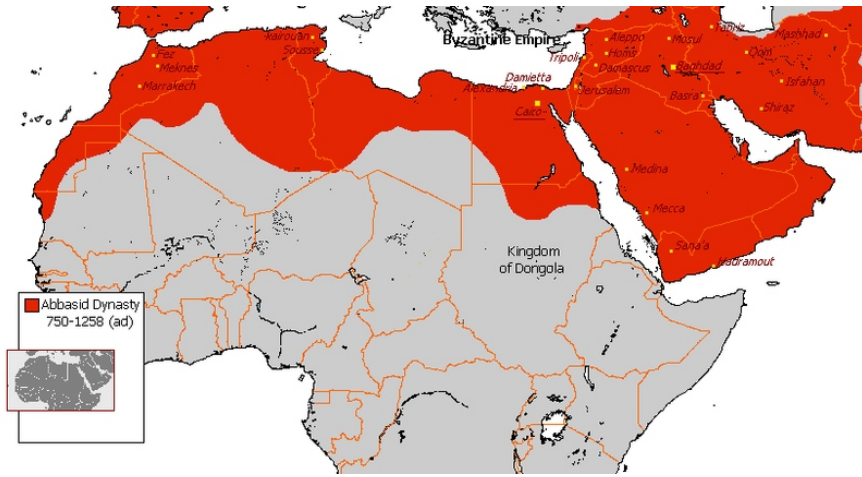 Byzantine Empire
kairouan
Sousse
Fez
Meknes
Marrakech
Tripoli
Aleppo
Homs
Damascus
Mosul
Tabriz
Qom
Mashhad
Baghdad
Isfahan
Basra
Shiraz
Damietta
Alexandria
Jerusalem
Cairo
Medina
Mecca
Sana'a
Hadramout
Kingdom
of Dongola
Abbasid Dynasty
750-1258 (ad)